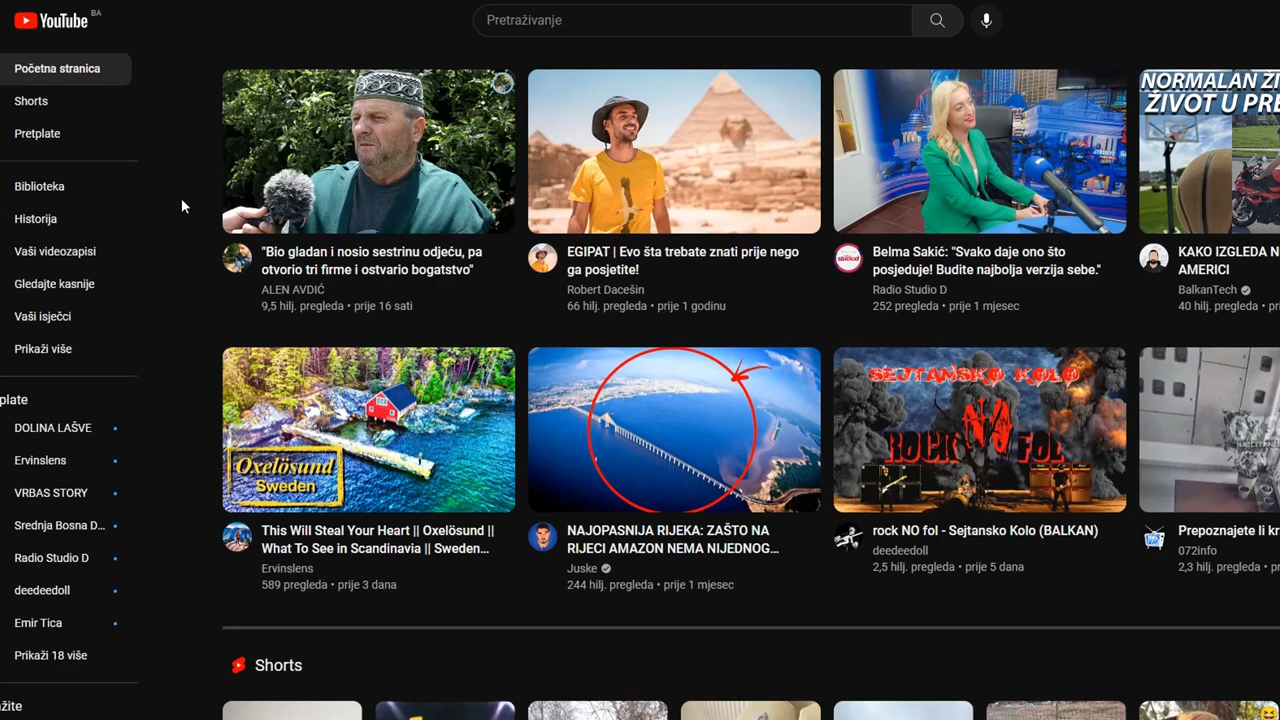 YouTube BA
Pretraživanje
Početna stranica
Shorts
Pretplate
Biblioteka
Historija
Vaši videozapisi
Gledajte kasnije
Vaši isječci
Prikaži više
plate
DOLINA LAŠVE
Ervinslens
VRBAS STORY
Srednja Bosna D...
Radio Studio D
deedeedoll
Emir Tica
Prikaži 18 više
žite
"Bio gladan i nosio sestrinu odjeću, pa
otvorio tri firme i ostvario bogatstvo"
ALEN AVDIĆ
9,5 hilj. pregleda • prije 16 sati
EGIPAT | Evo šta trebate znati prije nego
ga posjetite!
Robert Dacešin
66 hilj. pregleda • prije 1 godinu
Belma Sakić: "Svako daje ono što
posjeduje! Budite najbolja verzija sebe."
Radio Studio D
252 pregleda • prije 1 mjesec
NORMALAN ŽI
ŽIVOT U PRE
KAKO IZGLEDA N
AMERICI
BalkanTech
40 hilj. pregleda • pri
Oxelösund
Sweden
This Will Steal Your Heart || Oxelösund ||
What To See in Scandinavia || Sweden...
Ervinslens
589 pregleda • prije 3 dana
NAJOPASNIJA RIJEKA: ZAŠTO NA
RIJECI AMAZON NEMA NIJEDNOG...
Juske
244 hilj. pregleda • prije 1 mjesec
SEJTANSKO KOLO
ROCK NO FOL
rock NO fol - Sejtansko Kolo (BALKAN)
deedeedoll
2,5 hilj. pregleda • prije 5 dana
Prepoznajete li kr
072info
2,3 hilj. pregleda • pr
Shorts